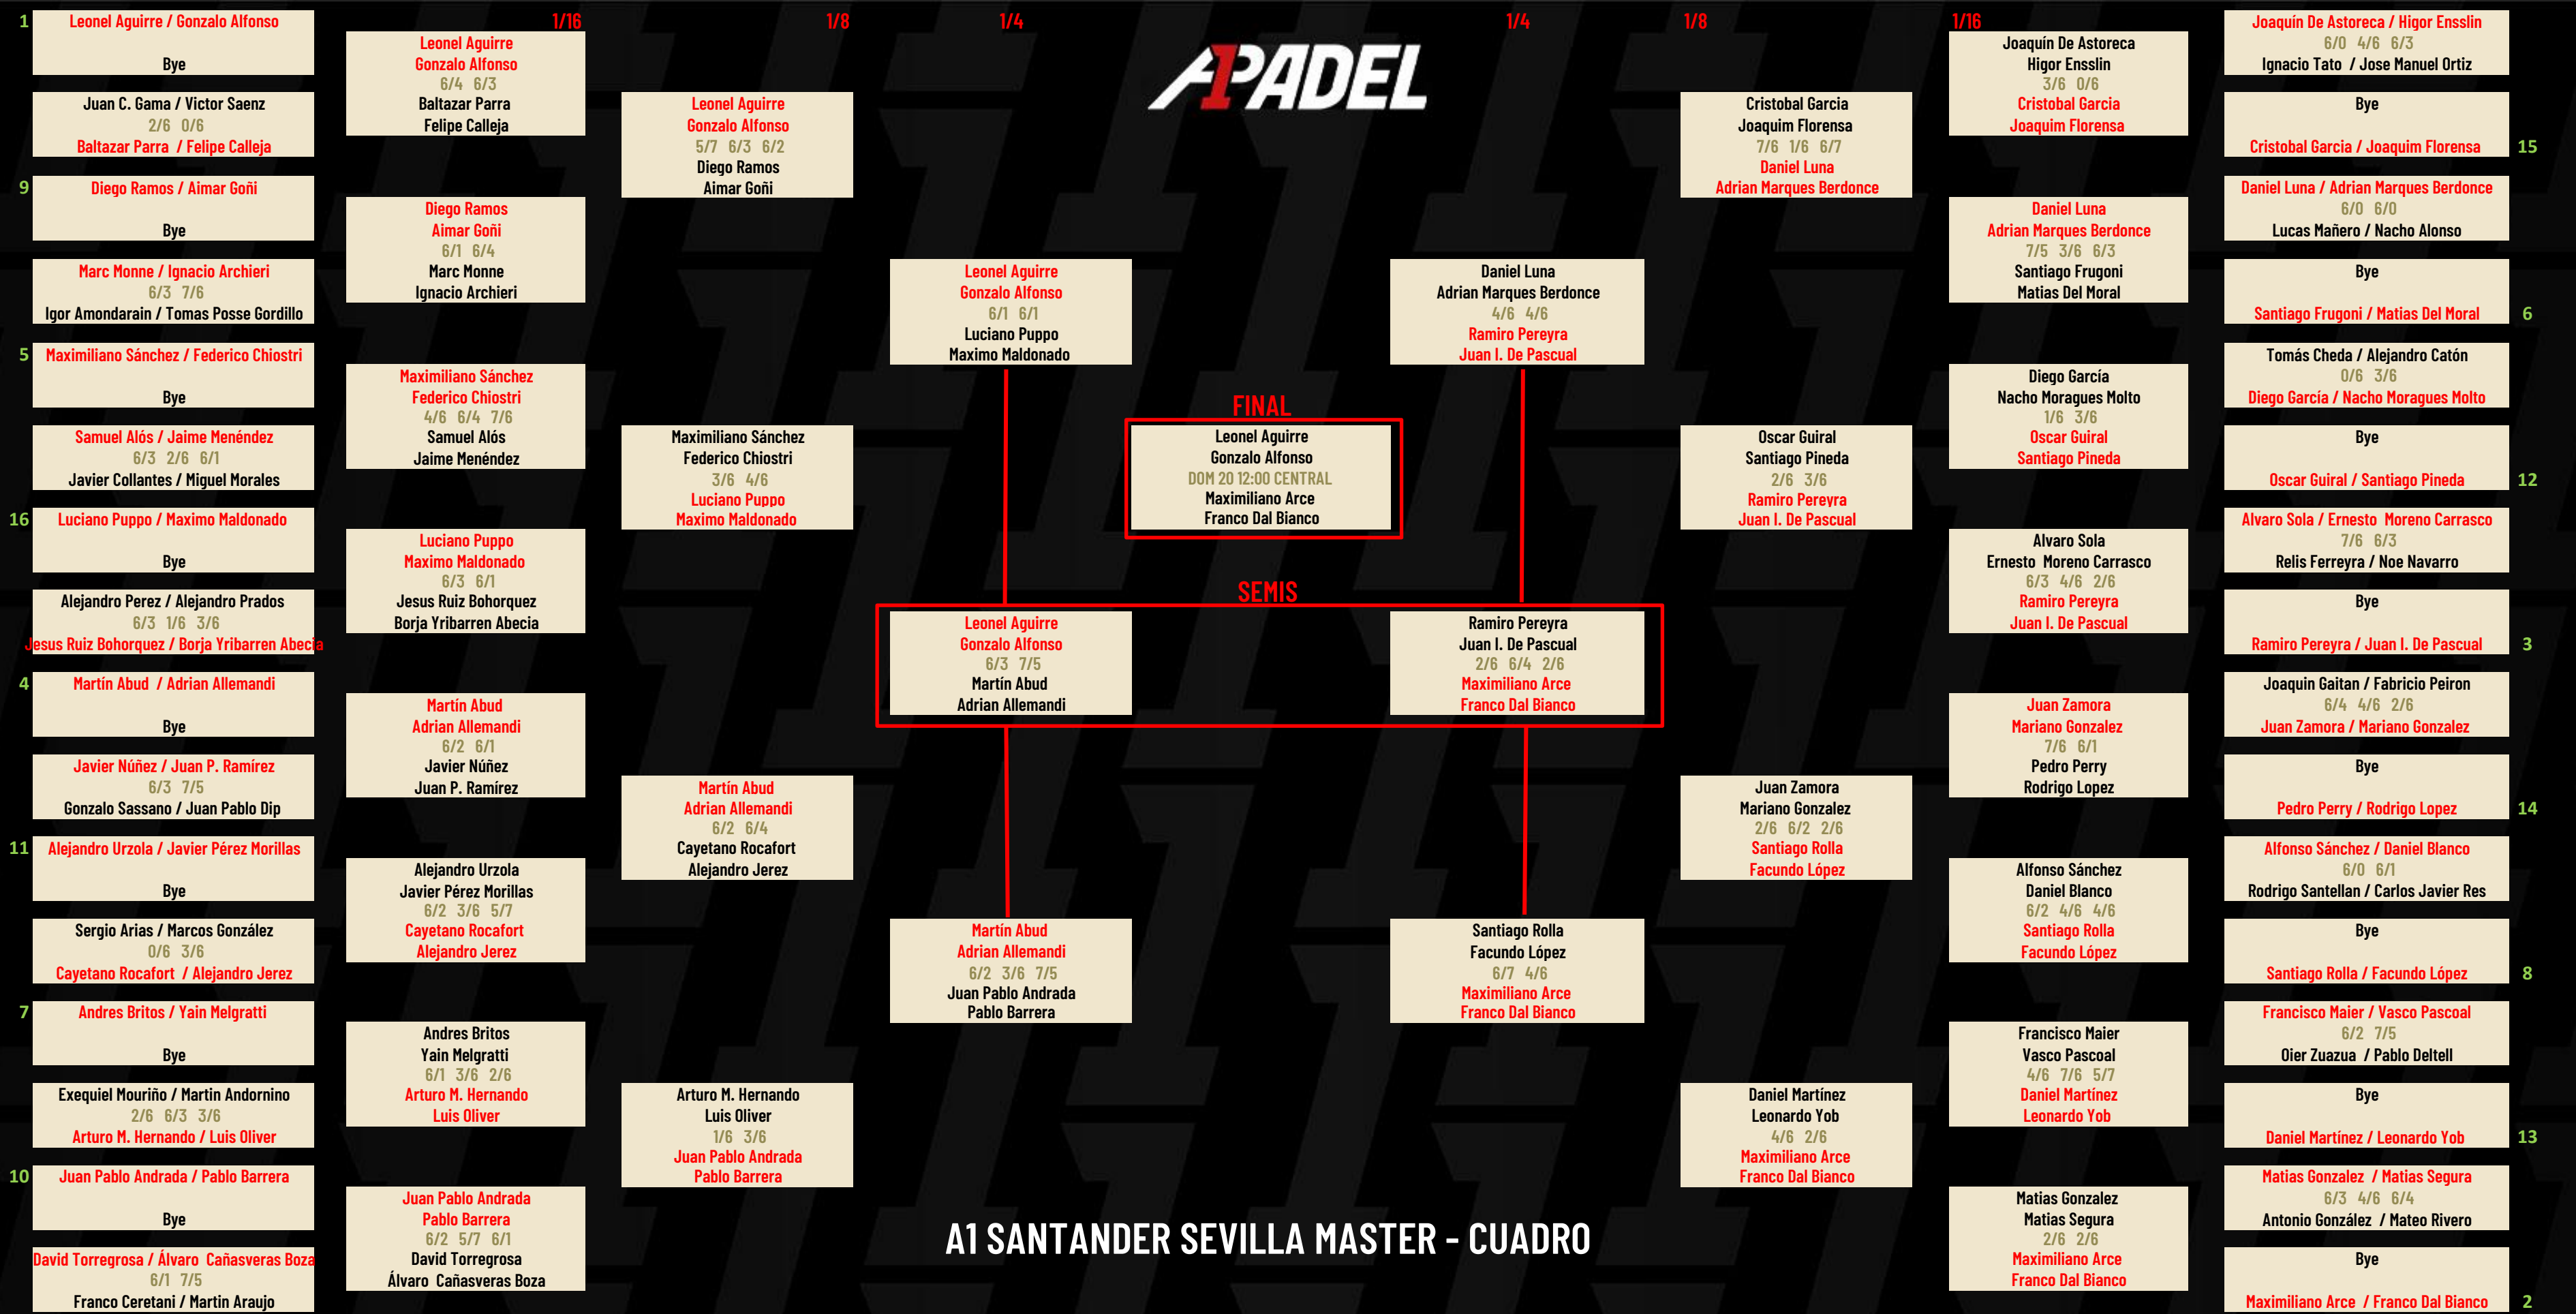 1/16
1/8
1/4
1/4
1/8
1/16
A1PADEL
1
Leonel Aguirre / Gonzalo Alfonso
Bye
Juan C. Gama / Victor Saenz
2/6 0/6
Baltazar Parra / Felipe Calleja
9
Diego Ramos / Aimar Goñi
Bye
Marc Monne / Ignacio Archieri
6/3 7/6
Igor Amondarain / Tomas Posse Gordillo
5
Maximiliano Sánchez / Federico Chiostri
Bye
Samuel Alós / Jaime Menéndez
6/3 2/6 6/1
Javier Collantes / Miguel Morales
16
Luciano Puppo / Maximo Maldonado
Bye
Alejandro Perez / Alejandro Prados
6/3 1/6 3/6
Jesus Ruiz Bohorquez / Borja Yribarren Abecia
4
Martín Abud / Adrian Allemandi
Bye
Javier Núñez / Juan P. Ramírez
6/3 7/5
Gonzalo Sassano / Juan Pablo Dip
11
Alejandro Urzola / Javier Pérez Morillas
Bye
Sergio Arias / Marcos González
0/6 3/6
Cayetano Rocafort / Alejandro Jerez
7
Andres Britos / Yain Melgratti
Bye
Exequiel Mouriño / Martin Andornino
2/6 6/3 3/6
Arturo M. Hernando / Luis Oliver
10
Juan Pablo Andrada / Pablo Barrera
Bye
David Torregrosa / Álvaro Cañasveras Boza
6/1 7/5
Franco Ceretani / Martin Araujo
Leonel Aguirre
Gonzalo Alfonso
6/4 6/3
Baltazar Parra
Felipe Calleja
Diego Ramos
Aimar Goñi
6/1 6/4
Marc Monne
Ignacio Archieri
Maximiliano Sánchez
Federico Chiostri
4/6 6/4 7/6
Samuel Alós
Jaime Menéndez
Luciano Puppo
Maximo Maldonado
6/3 6/1
Jesus Ruiz Bohorquez
Borja Yribarren Abecia
Martín Abud
Adrian Allemandi
6/2 6/1
Javier Núñez
Juan P. Ramírez
Alejandro Urzola
Javier Pérez Morillas
6/2 3/6 5/7
Cayetano Rocafort
Alejandro Jerez
Andres Britos
Yain Melgratti
6/1 3/6 2/6
Arturo M. Hernando
Luis Oliver
Juan Pablo Andrada
Pablo Barrera
6/2 5/7 6/1
David Torregrosa
Álvaro Cañasveras Boza
Leonel Aguirre
Gonzalo Alfonso
5/7 6/3 6/2
Diego Ramos
Aimar Goñi
Maximiliano Sánchez
Federico Chiostri
3/6 4/6
Luciano Puppo
Maximo Maldonado
Martín Abud
Adrian Allemandi
6/2 6/4
Cayetano Rocafort
Alejandro Jerez
Arturo M. Hernando
Luis Oliver
1/6 3/6
Juan Pablo Andrada
Pablo Barrera
Leonel Aguirre
Gonzalo Alfonso
6/1 6/1
Luciano Puppo
Maximo Maldonado
Martín Abud
Adrian Allemandi
6/2 3/6 7/5
Juan Pablo Andrada
Pablo Barrera
FINAL
Leonel Aguirre
Gonzalo Alfonso
DOM 20 12:00 CENTRAL
Maximiliano Arce
Franco Dal Bianco
SEMIS
Leonel Aguirre
Gonzalo Alfonso
6/3 7/5
Martín Abud
Adrian Allemandi
Ramiro Pereyra
Juan I. De Pascual
2/6 6/4 2/6
Maximiliano Arce
Franco Dal Bianco
Daniel Luna
Adrian Marques Berdonce
4/6 4/6
Ramiro Pereyra
Juan I. De Pascual
Santiago Rolla
Facundo López
6/7 4/6
Maximiliano Arce
Franco Dal Bianco
Cristobal Garcia
Joaquim Florensa
7/6 1/6 6/7
Daniel Luna
Adrian Marques Berdonce
Oscar Guiral
Santiago Pineda
2/6 3/6
Ramiro Pereyra
Juan I. De Pascual
Juan Zamora
Mariano Gonzalez
2/6 6/2 2/6
Santiago Rolla
Facundo López
Daniel Martínez
Leonardo Yob
4/6 2/6
Maximiliano Arce
Franco Dal Bianco
Joaquín De Astoreca
Higor Ensslin
3/6 0/6
Cristobal Garcia
Joaquim Florensa
Daniel Luna
Adrian Marques Berdonce
7/5 3/6 6/3
Santiago Frugoni
Matias Del Moral
Diego García
Nacho Moragues Molto
1/6 3/6
Oscar Guiral
Santiago Pineda
Alvaro Sola
Ernesto Moreno Carrasco
6/3 4/6 2/6
Ramiro Pereyra
Juan I. De Pascual
Juan Zamora
Mariano Gonzalez
7/6 6/1
Pedro Perry
Rodrigo Lopez
Alfonso Sánchez
Daniel Blanco
6/2 4/6 4/6
Santiago Rolla
Facundo López
Francisco Maier
Vasco Pascoal
4/6 7/6 5/7
Daniel Martínez
Leonardo Yob
Matias Gonzalez
Matias Segura
2/6 2/6
Maximiliano Arce
Franco Dal Bianco
Joaquín De Astoreca / Higor Ensslin
6/0 4/6 6/3
Ignacio Tato / Jose Manuel Ortiz
Bye
Cristobal Garcia / Joaquim Florensa
15
Daniel Luna / Adrian Marques Berdonce
6/0 6/0
Lucas Mañero / Nacho Alonso
Bye
Santiago Frugoni / Matias Del Moral
6
Tomás Cheda / Alejandro Catón
0/6 3/6
Diego García / Nacho Moragues Molto
Bye
Oscar Guiral / Santiago Pineda
12
Alvaro Sola / Ernesto Moreno Carrasco
7/6 6/3
Relis Ferreyra / Noe Navarro
Bye
Ramiro Pereyra / Juan I. De Pascual
3
Joaquin Gaitan / Fabricio Peiron
6/4 4/6 2/6
Juan Zamora / Mariano Gonzalez
Bye
Pedro Perry / Rodrigo Lopez
14
Alfonso Sánchez / Daniel Blanco
6/0 6/1
Rodrigo Santellan / Carlos Javier Res
Bye
Santiago Rolla / Facundo López
8
Francisco Maier / Vasco Pascoal
6/2 7/5
Oier Zuazua / Pablo Deltell
Bye
Daniel Martínez / Leonardo Yob
13
Matias Gonzalez / Matias Segura
6/3 4/6 6/4
Antonio González / Mateo Rivero
Bye
Maximiliano Arce / Franco Dal Bianco
2
A1 SANTANDER SEVILLA MASTER - CUADRO